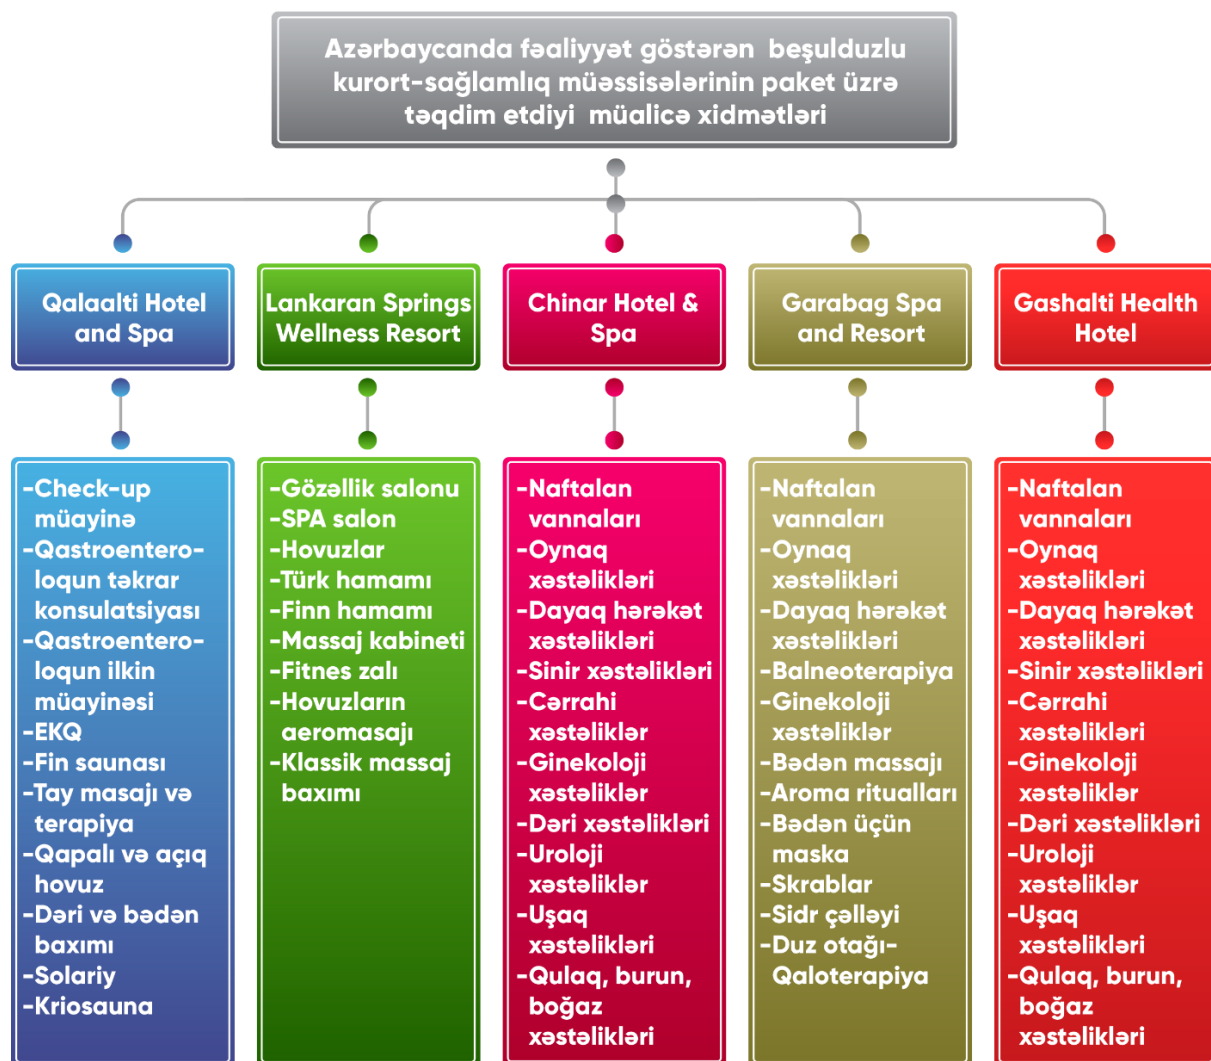 Azərbaycanda fəaliyyət göstərən beşulduzlu
kurort-sağlamlıq müəssisələrinin paket üzrə
təqdim etdiyi müalicə xidmətləri
Qalaalti Hotel
and Spa
Lankaran Springs
Wellness Resort
Chinar Hotel &
Spa
Garabag Spa
and Resort
Gashalti Health
Hotel
-Check-up
müayinə
-Qastroentero-
loqun təkrar
konsulatsiyası
-Qastroentero-
loqun ilkin
müayinəsi
-EKQ
-Fin saunası
-Tay masajı və
terapiya
-Qapalı və açıq
hovuz
-Dəri və bədən
baxımı
-Solariy
-Kriosauna
-Gözəllik salonu
-SPA salon
-Hovuzlar
-Türk hamamı
-Finn hamamı
-Massaj kabineti
-Fitnes zalı
-Hovuzların
aeromasajı
-Klassik massaj
baxımı
-Naftalan
vannaları
-Oynaq
xəstəlikləri
-Dayaq hərəkət
xəstəlikləri
-Sinir xəstəlikləri
-Cərrahi
xəstəliklər
-Ginekoloji
xəstəliklər
-Dəri xəstəlikləri
-Uroloji
xəstəliklər
-Uşaq
xəstəlikləri
-Qulaq, burun,
boğaz
xəstəlikləri
-Naftalan
vannaları
-Oynaq
xəstəlikləri
-Dayaq hərəkət
xəstəlikləri
-Balneoterapiya
-Ginekoloji
xəstəliklər
-Bədən massajı
-Aroma ritualları
-Bədən üçün
maska
-Skrablar
-Sidr çəlləyi
-Duz otağı-
Qaloterapiya
-Naftalan
vannaları
-Oynaq
xəstəlikləri
-Dayaq hərəkət
xəstəlikləri
-Sinir xəstəlikləri
-Cərrahi
xəstəlikləri
-Ginekoloji
xəstəliklər
-Dəri xəstəlikləri
-Uroloji
xəstəliklər
-Uşaq
xəstəlikləri
-Qulaq, burun,
boğaz
xəstəlikləri